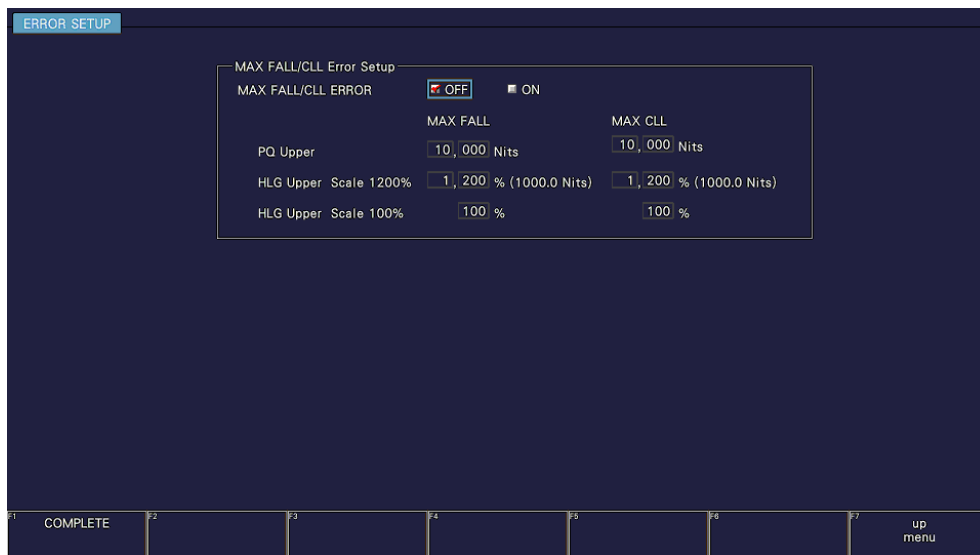 ERROR SETUP
MAX FALL/CLL Error Setup
MAX FALL/CLL ERROR OFF ON
MAX FALL MAX CLL
PQ Upper 10,000 Nits 10,000 Nits
HLG Upper Scale 1200% 1,200 % (1000.0 Nits) 1,200 % (1000.0 Nits)
HLG Upper Scale 100% 100 % 100 %
F1 COMPLETE F2 F3 F4 F5 F6 F7 up
menu